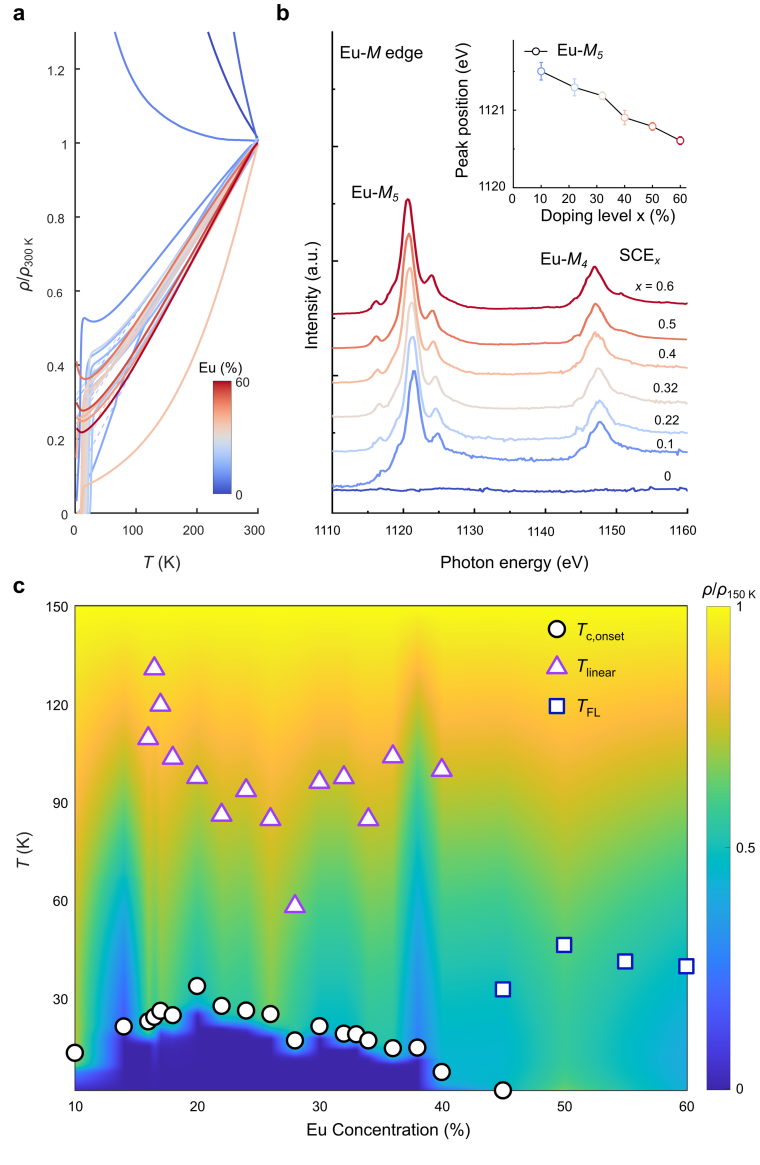 a
1.2
1
0.8
0.6
0.4
0.2
0
ρ/ρ300 K
Eu (%)
60
0
0 100 200 300
T (K)
b
Eu-M edge
Eu-M5
Eu-M4
SCEx
x = 0.6
0.5
0.4
0.32
0.22
0.1
0
Intensity (a.u.)
1110 1120 1130 1140 1150 1160
Photon energy (eV)
Eu-M5
Peak position (eV)
1121
1120
0 10 20 30 40 50 60
Doping level x (%)
c
150
120
90
60
30
T (K)
Tc,onset
Tlinear
TFL
10 20 30 40 50 60
Eu Concentration (%)
ρ/ρ150 K
1
0.5
0